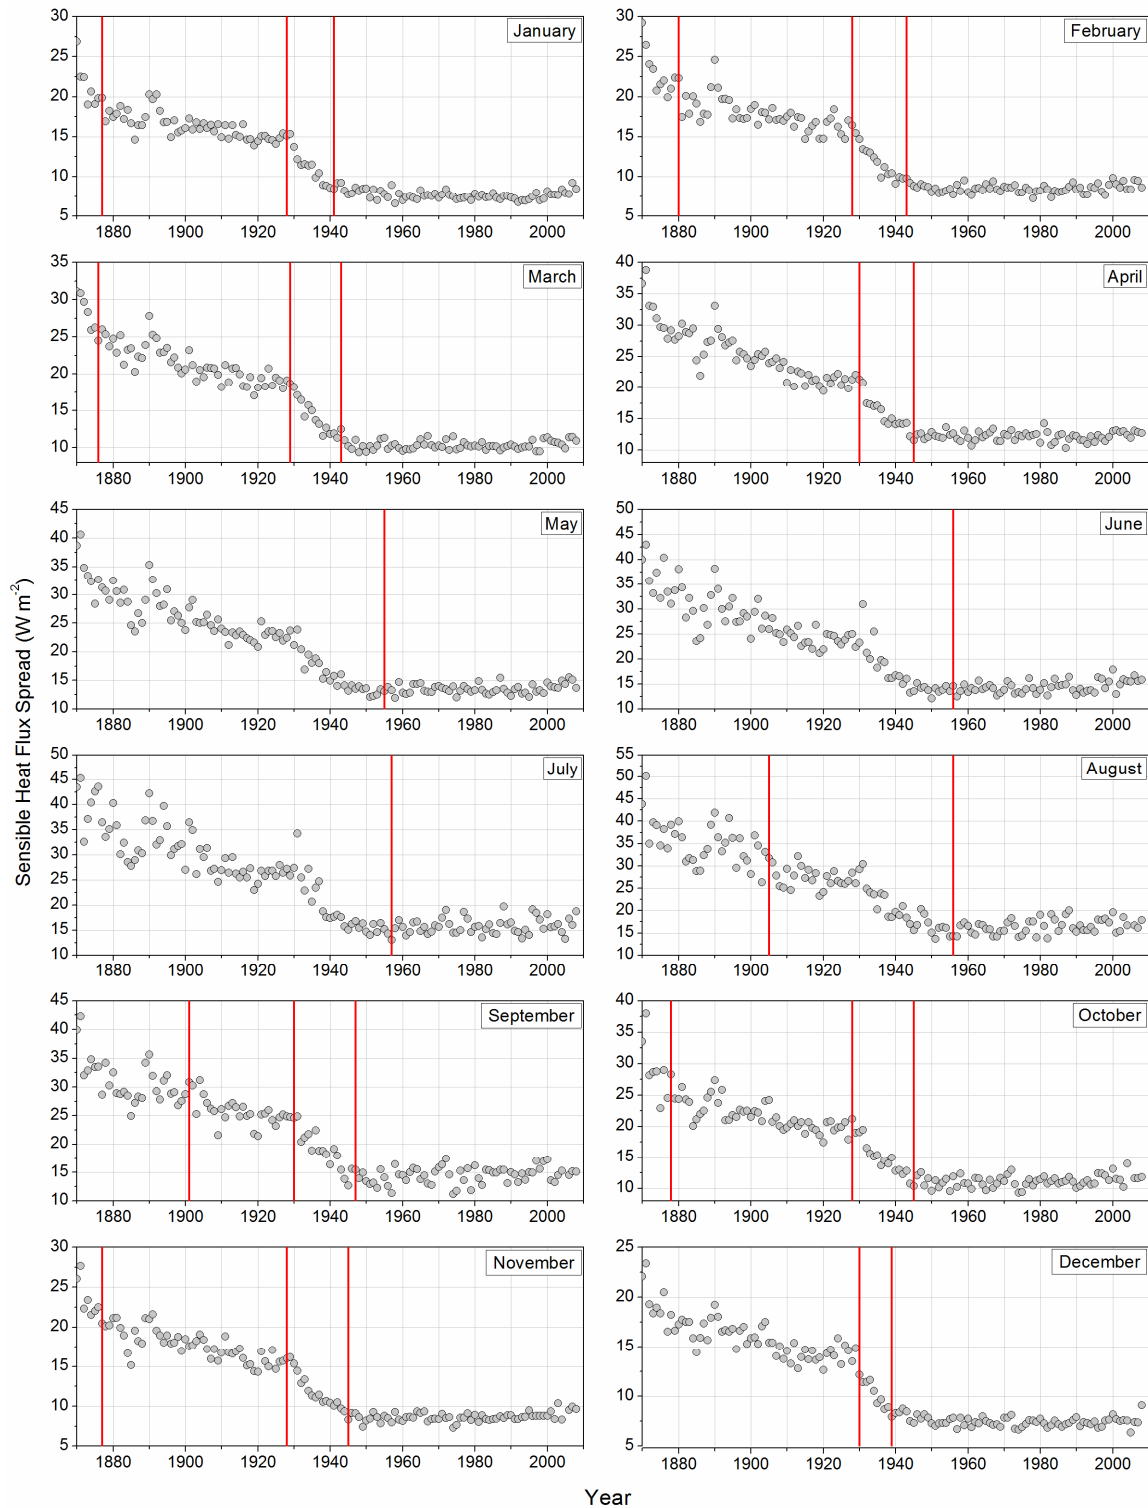 30 25 20 15 10 5
January
1880 1900 1920 1940 1960 1980 2000
30 25 20 15 10 5
February
1880 1900 1920 1940 1960 1980 2000
35 30 25 20 15 10
March
1880 1900 1920 1940 1960 1980 2000
40 35 30 25 20 15 10
April
1880 1900 1920 1940 1960 1980 2000
Sensible Heat Flux Spread (W m-2)
45 40 35 30 25 20 15 10
May
1880 1900 1920 1940 1960 1980 2000
50 45 40 35 30 25 20 15 10
June
1880 1900 1920 1940 1960 1980 2000
50 45 40 35 30 25 20 15 10
July
1880 1900 1920 1940 1960 1980 2000
55 50 45 40 35 30 25 20 15 10
August
1880 1900 1920 1940 1960 1980 2000
45 40 35 30 25 20 15 10
September
1880 1900 1920 1940 1960 1980 2000
40 35 30 25 20 15 10
October
1880 1900 1920 1940 1960 1980 2000
30 25 20 15 10 5
November
1880 1900 1920 1940 1960 1980 2000
25 20 15 10 5
December
1880 1900 1920 1940 1960 1980 2000
Year